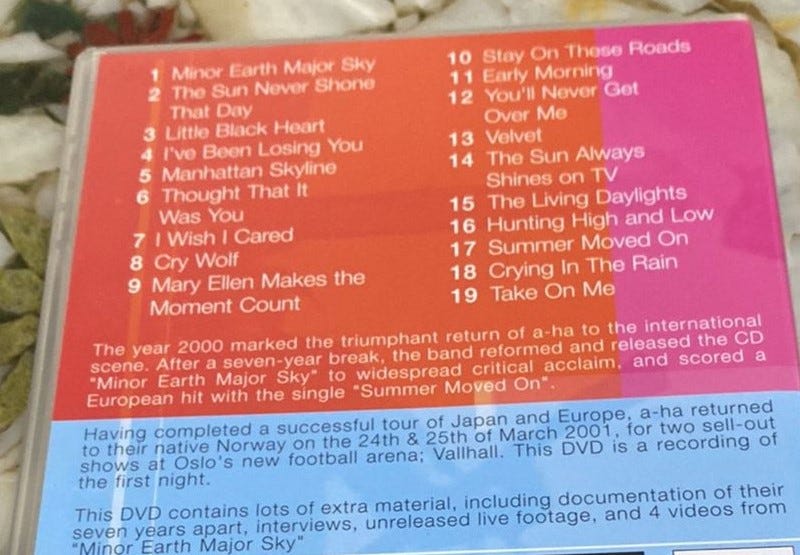 1 Minor Earth Major Sky
2 The Sun Never Shone
That Day
3 Little Black Heart
4 I've Been Losing You
5 Manhattan Skyline
6 Thought That It
Was You
7 I Wish I Cared
8 Cry Wolf
9 Mary Ellen Makes the
Moment Count
10 Stay On These Roads
11 Early Morning
12 You'll Never Get
Over Me
13 Velvet
14 The Sun Always
Shines on TV
15 The Living Daylights
16 Hunting High and Low
17 Summer Moved On
18 Crying In The Rain
19 Take On Me
The year 2000 marked the triumphant return of a-ha to the international
scene. After a seven-year break, the band reformed and released the CD
"Minor Earth Major Sky" to widespread critical acclaim, and scored a
European hit with the single "Summer Moved On".
Having completed a successful tour of Japan and Europe, a-ha returned
to their native Norway on the 24th & 25th of March 2001, for two sell-out
shows at Oslo's new football arena; Vallhall. This DVD is a recording of
the first night.
This DVD contains lots of extra material, including documentation of their
seven years apart, interviews, unreleased live footage, and 4 videos from
"Minor Earth Major Sky"